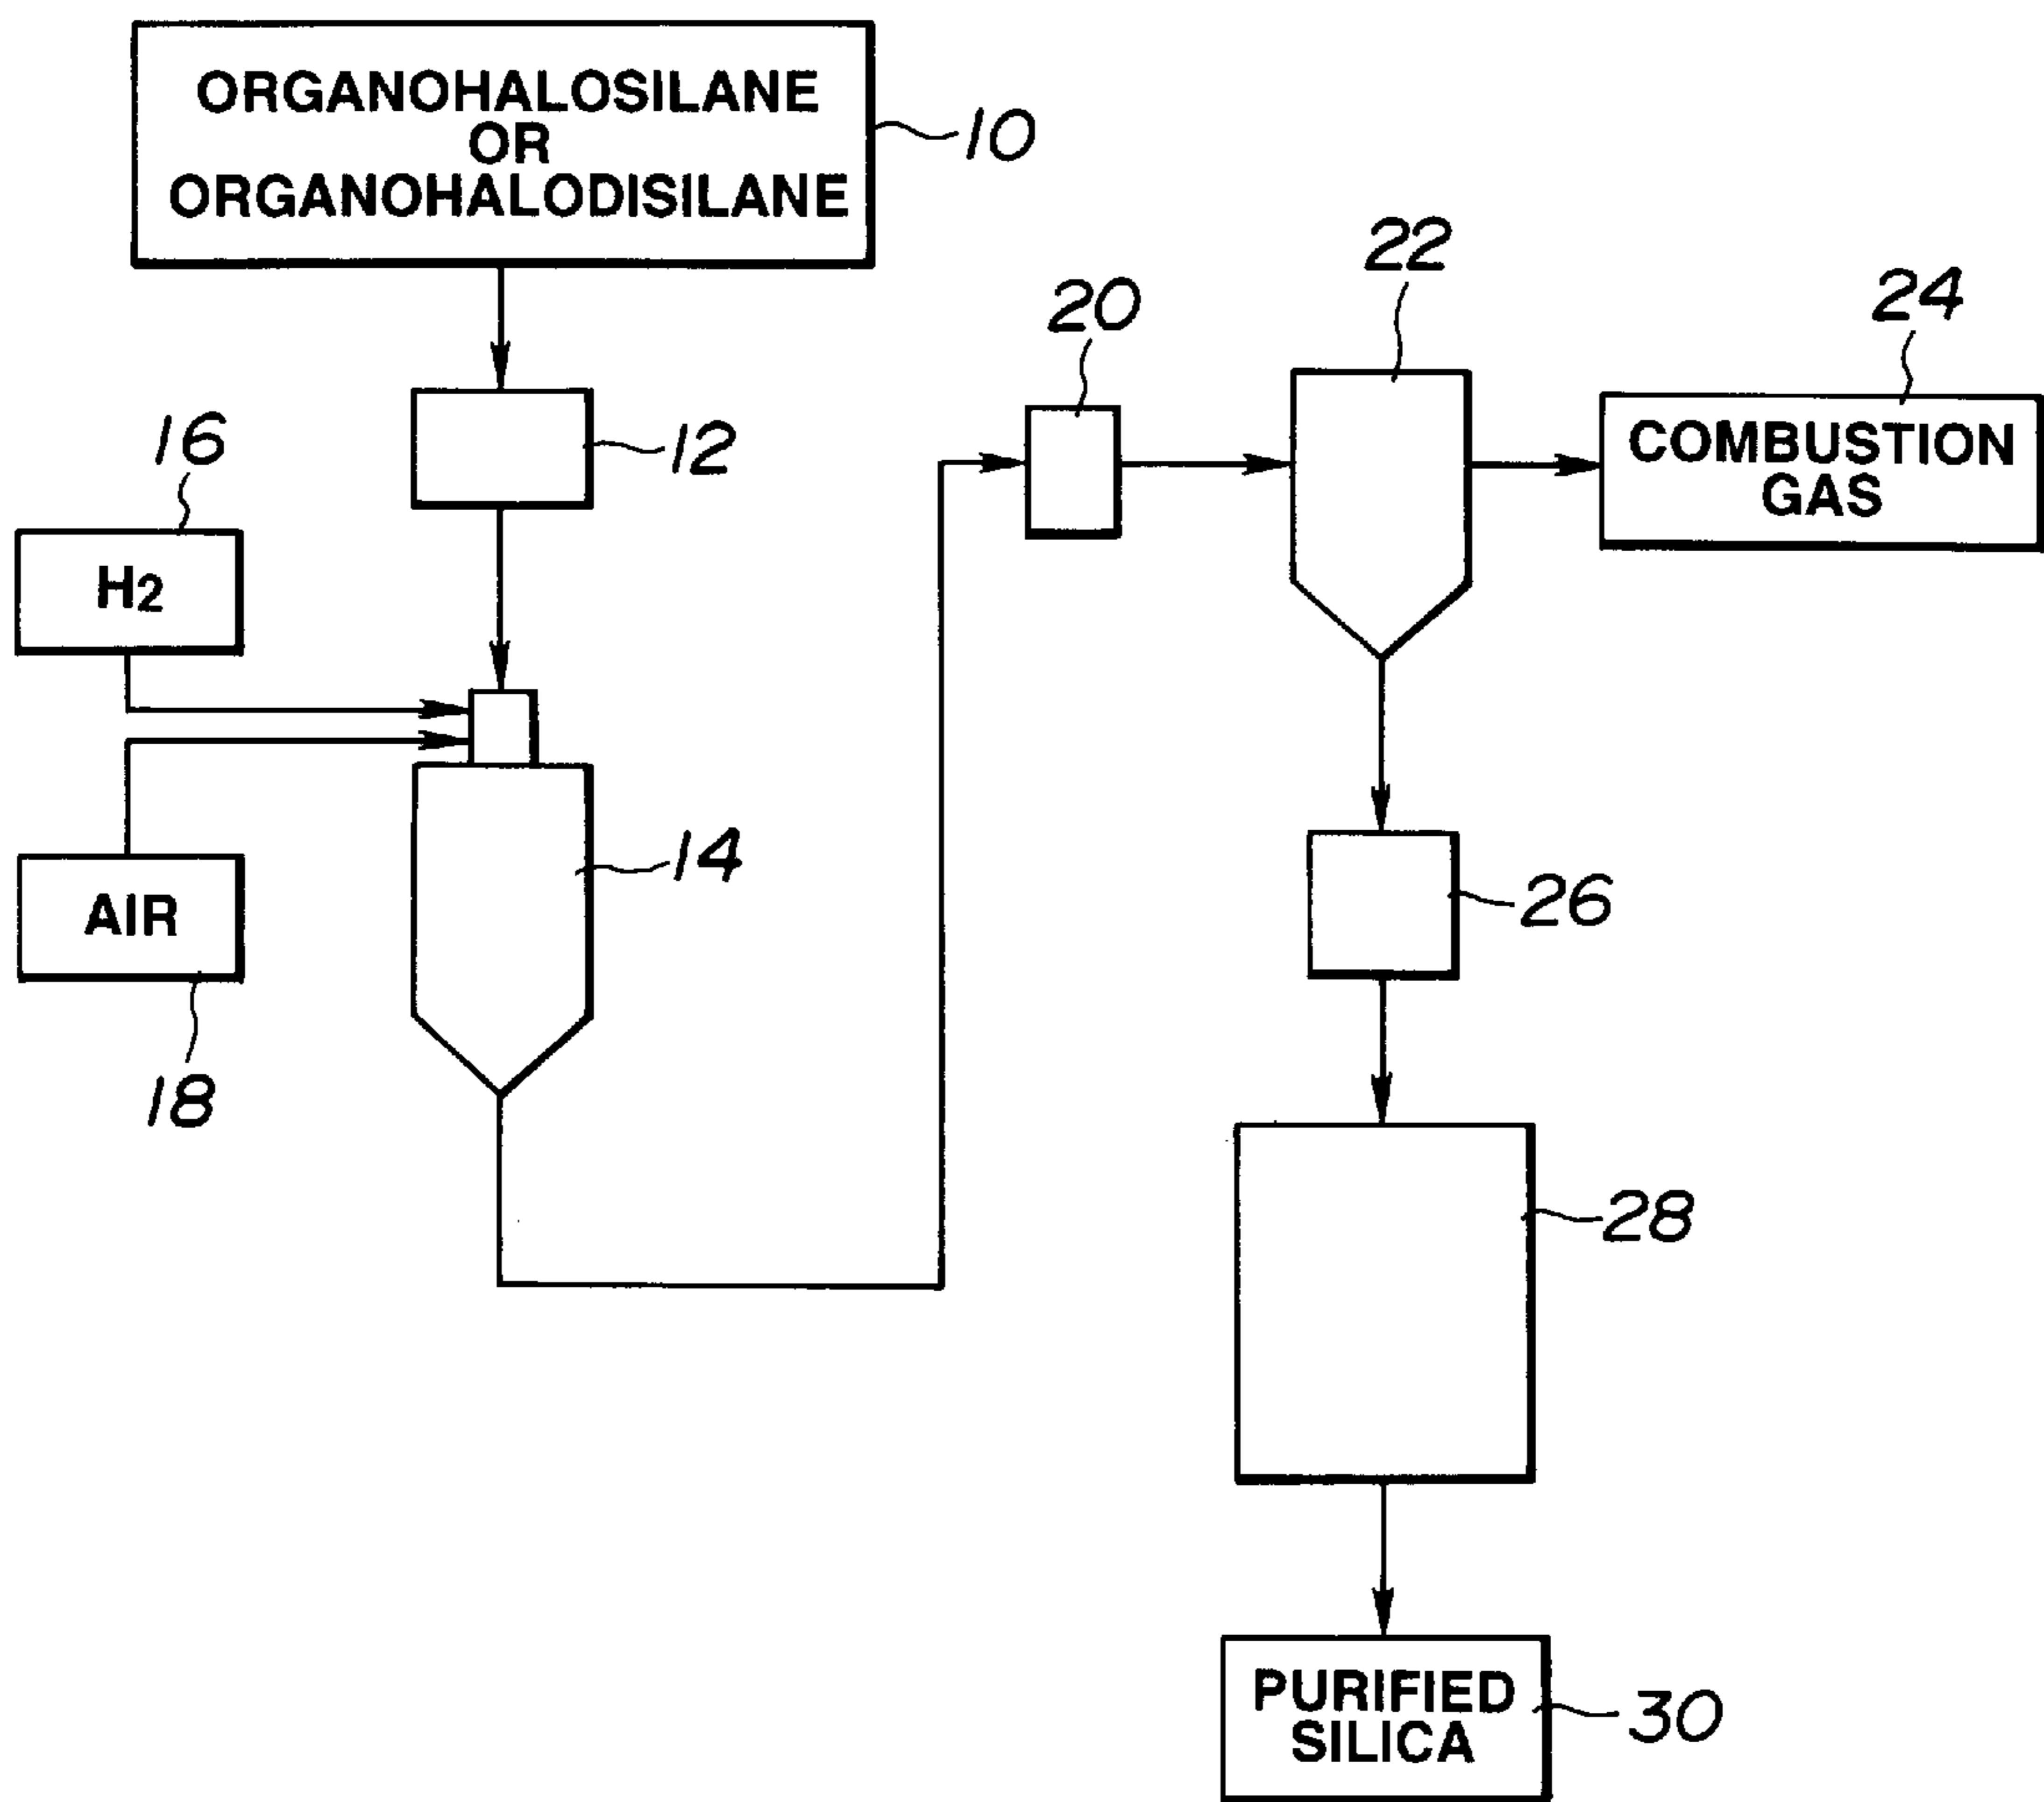 ORGANOHALOSILANE
OR
ORGANOHALODISILANE
10
12
16
H2
14
AIR
18
20
22
24
COMBUSTION
GAS
26
28
PURIFIED
SILICA
30